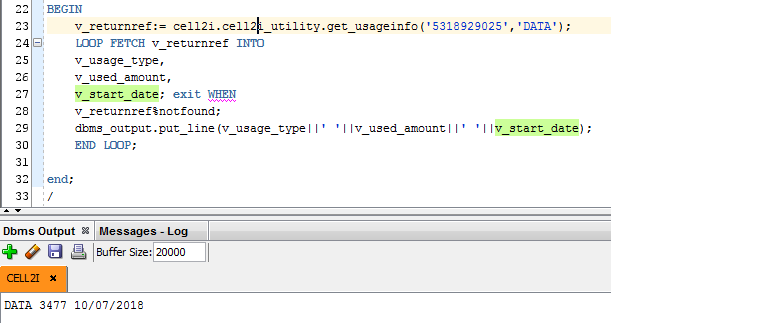 22 BEGIN
23 v_returnref:= cell2i.cell2i_utility.get_usageinfo('5318929025','DATA');
24 LOOP FETCH v_returnref INTO
25 v_usage_type,
26 v_used_amount,
27 v_start_date; exit WHEN
28 v_returnref%notfound;
29 dbms_output.put_line(v_usage_type||' '||v_used_amount||' '||v_start_date);
30 END LOOP;
31
32 end;
33 /
Dbms Output Messages - Log
Buffer Size: 20000
CELL2I
DATA 3477 10/07/2018